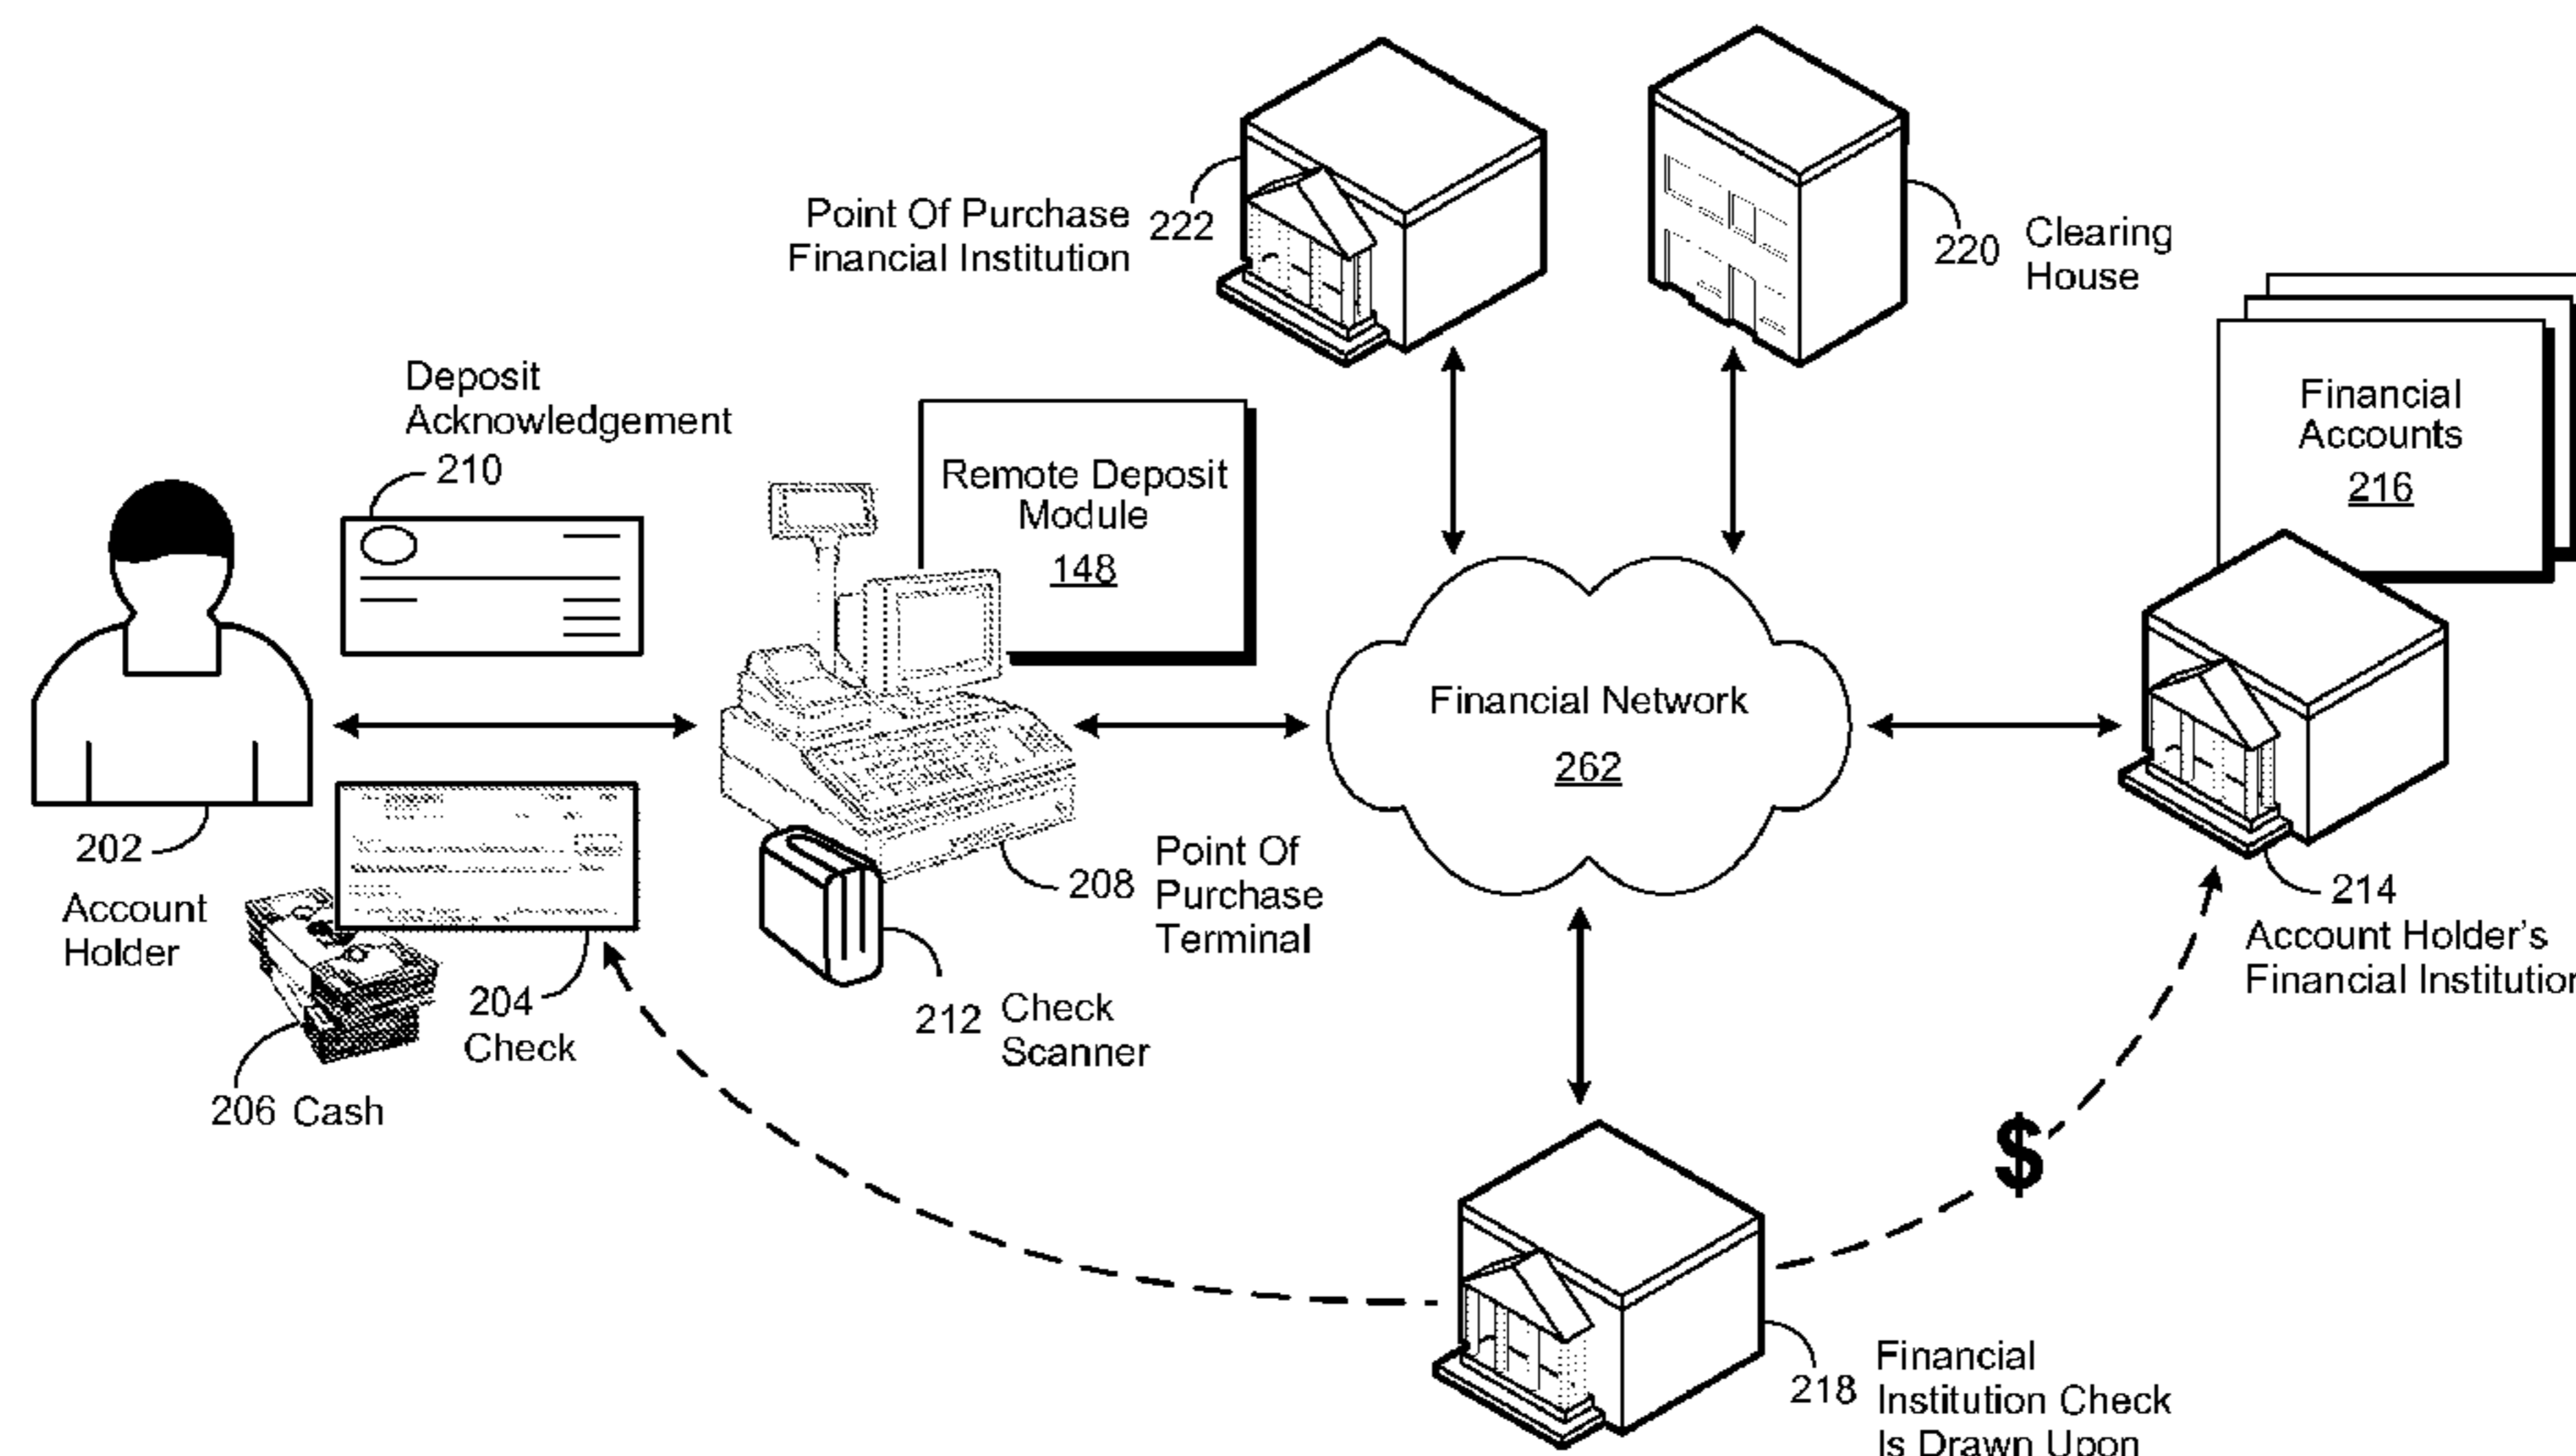 Point Of Purchase
Financial Institution
222
220
Clearing
House
Deposit
Acknowledgement
210
Remote Deposit
Module
148
Financial
Accounts
216
Financial Network
262
202
Account
Holder
204
Check
206 Cash
208
Point Of
Purchase
Terminal
212
Check
Scanner
214
Account Holder's
Financial Institution
$
218
Financial
Institution Check
Is Drawn Upon